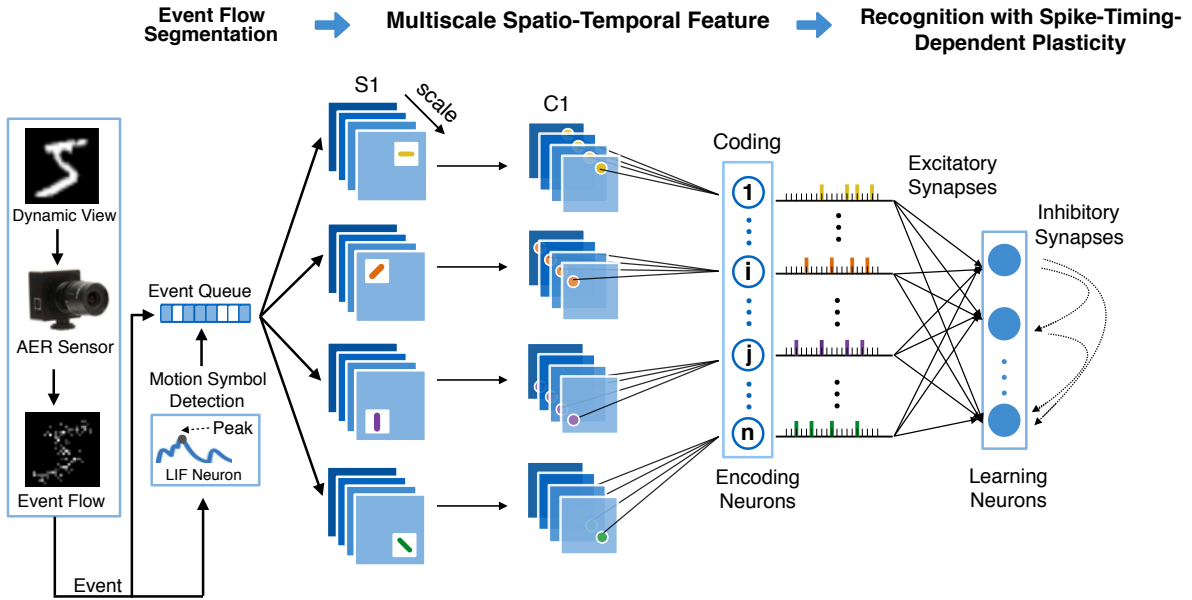 Event Flow
Segmentation
Multiscale Spatio-Temporal Feature
Recognition with Spike-Timing-
Dependent Plasticity
S1
scale
C1
Coding
Dynamic View
AER Sensor
Event Flow
Event Queue
Motion Symbol
Detection
Peak
LIF Neuron
Event
1
i
j
n
Encoding
Neurons
Excitatory
Synapses
Inhibitory
Synapses
Learning
Neurons